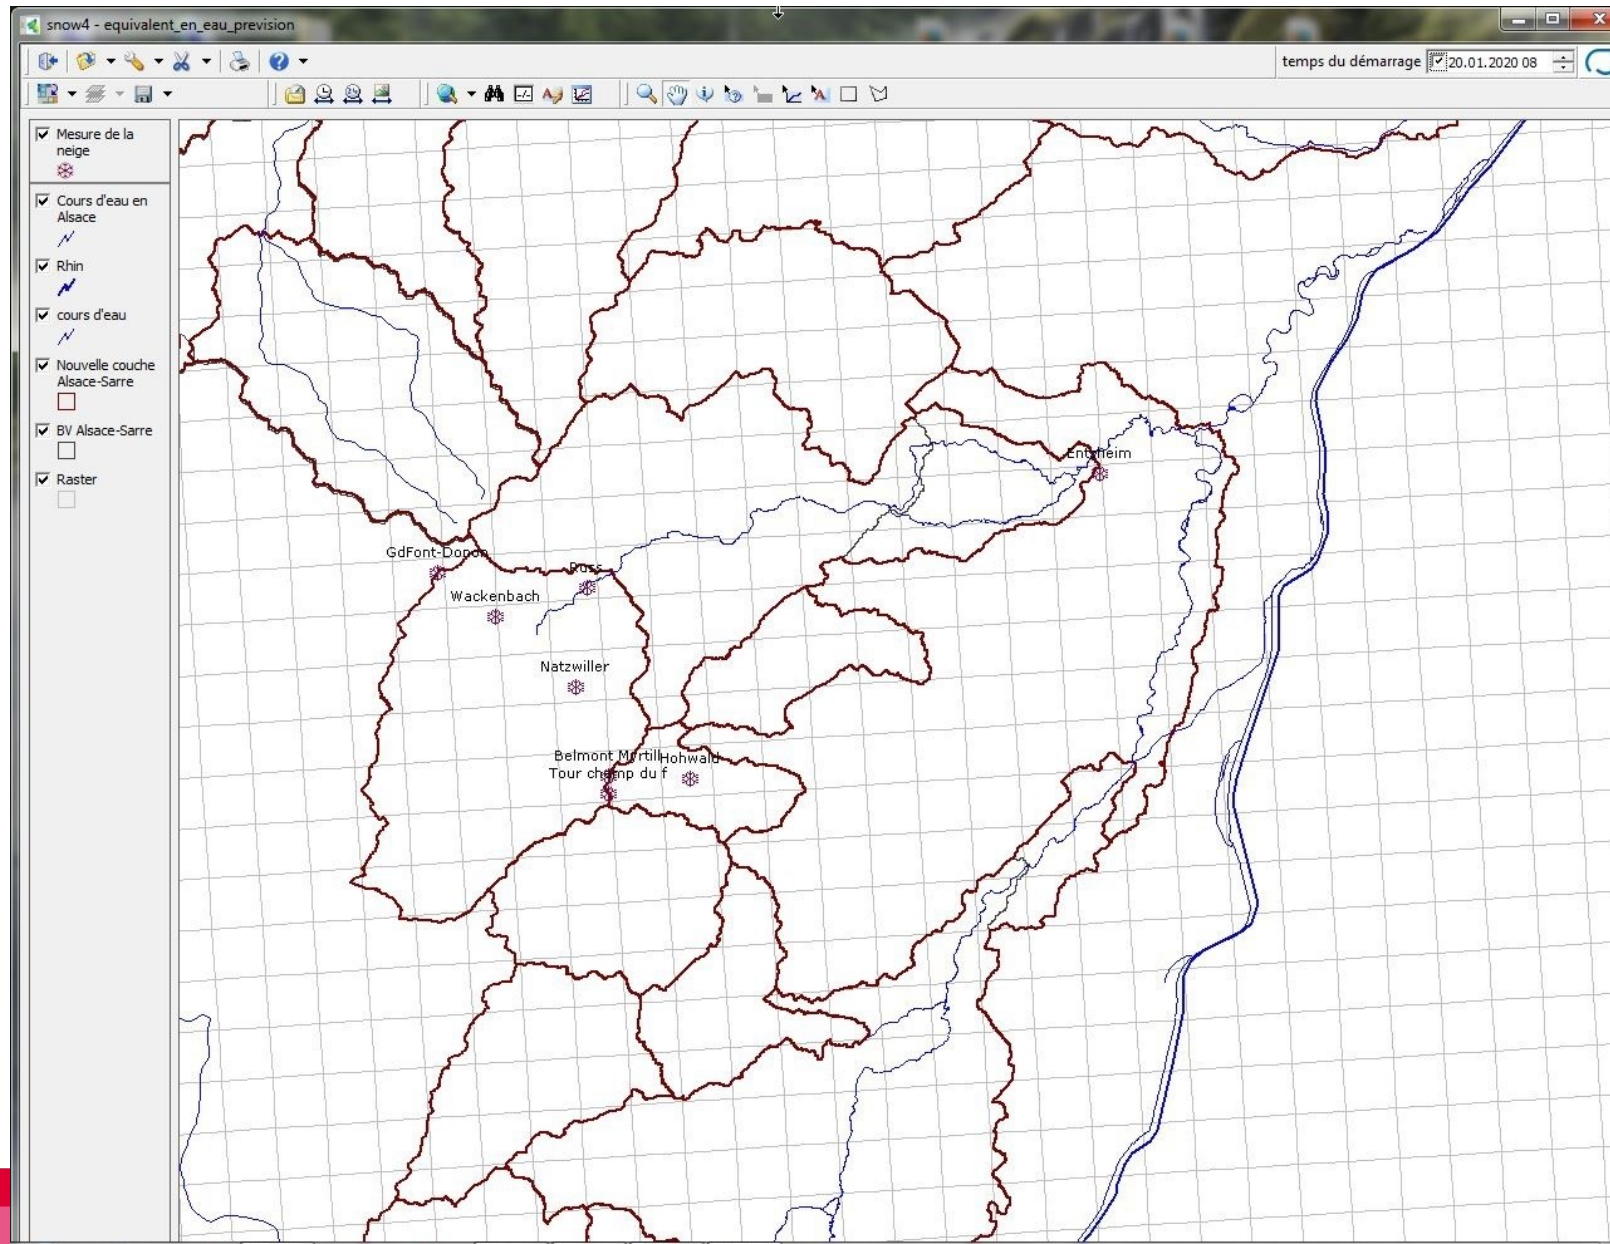 snow4 - equivalent_en_eau_prevision
temps du démarrage 20.01.2020 08
Mesure de la
neige
Cours d'eau en
Alsace
Rhin
cours d'eau
Nouvelle couche
Alsace-Sarre
BV Alsace-Sarre
Raster
Entzheim
GdFont-Donon
Russ
Wackenbach
Natzwiller
Belmont Myrtill
Hohwald
Tour champ du f